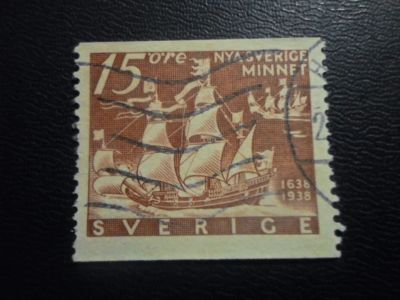 15 öre NYA SVERIGE
MINNET
1638
1938
SVERIGE